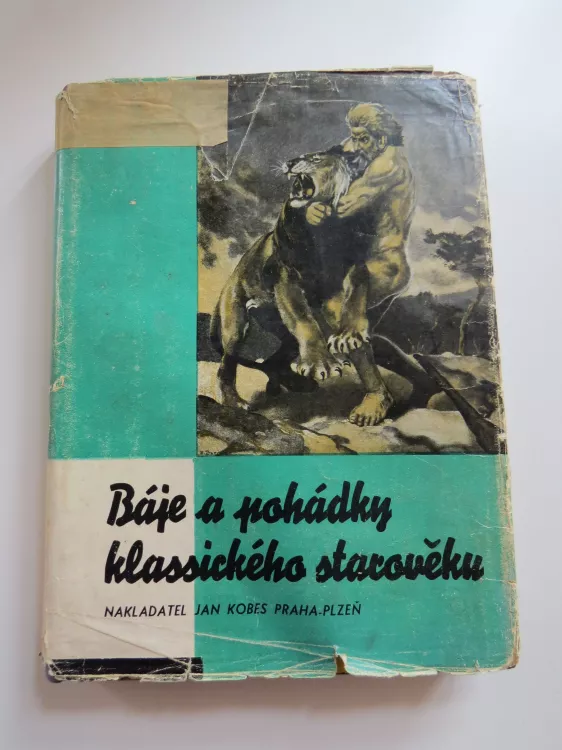 Báje a pohádky
klassického starověku
NAKLADATEL JAN KOBES PRAHA-PLZEŇ